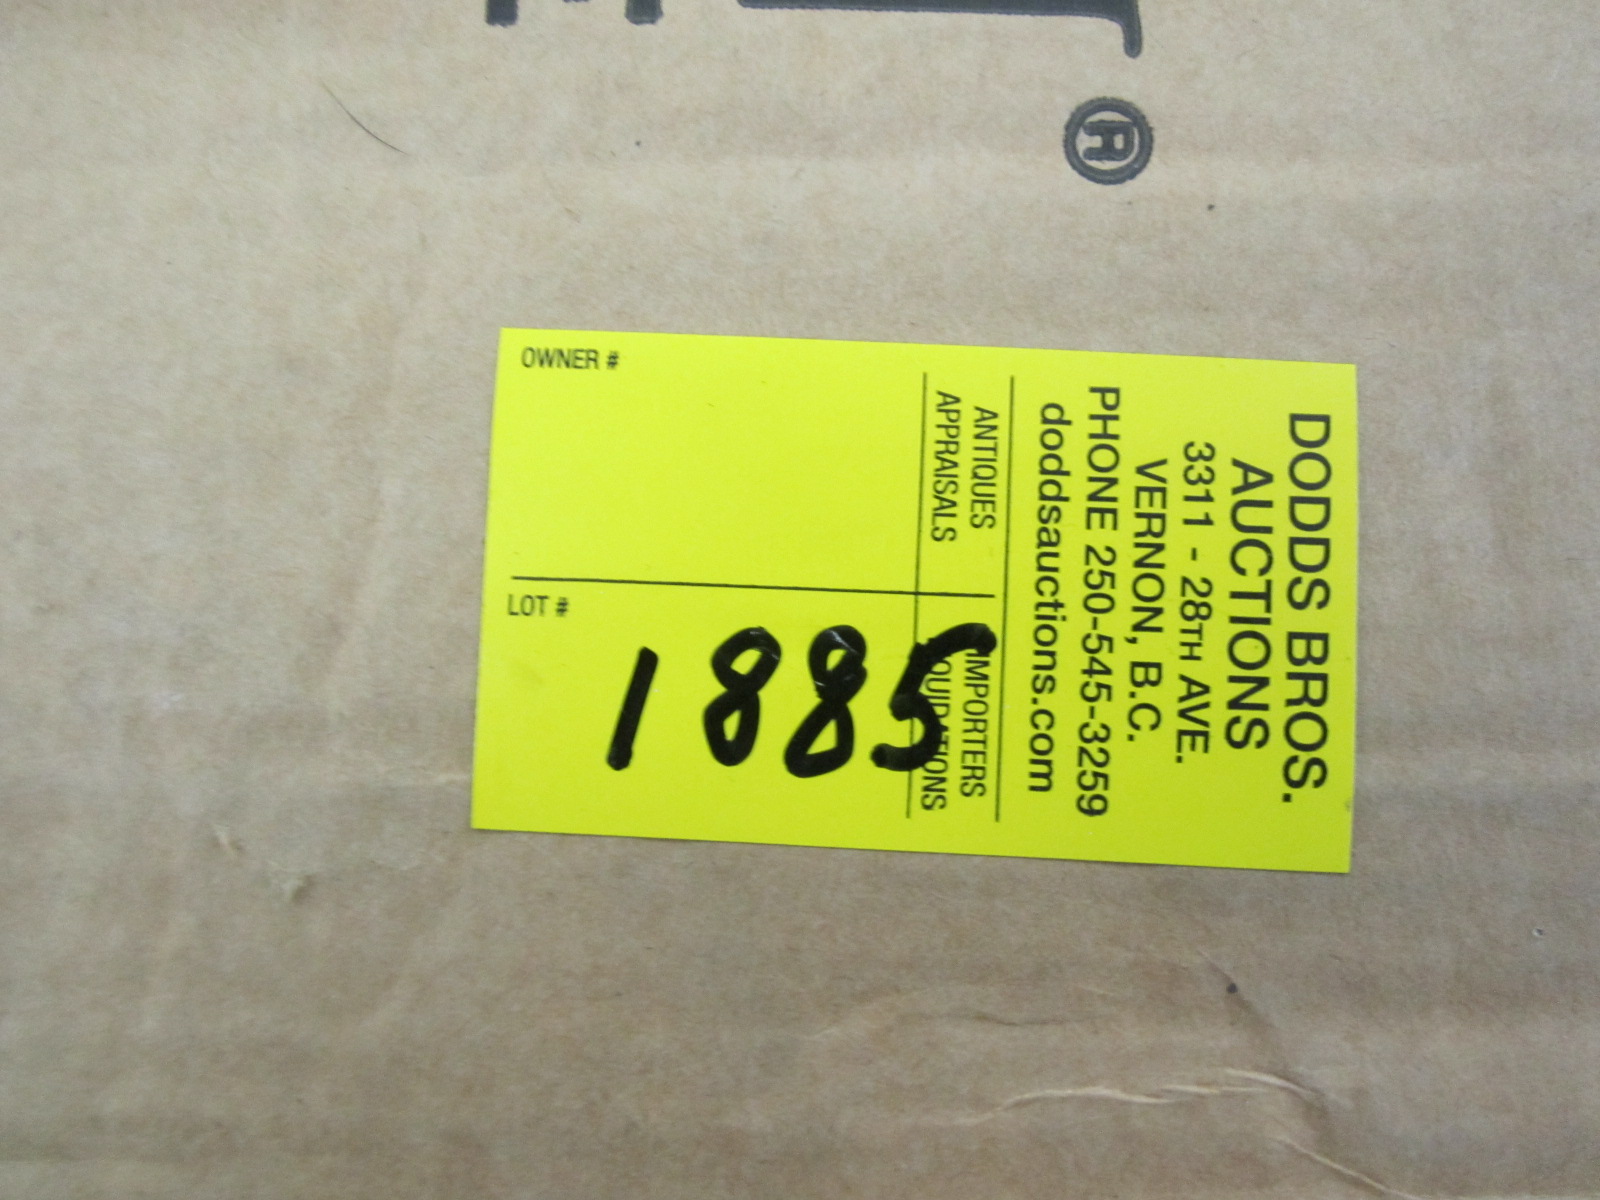 ®
DODDS BROS.
AUCTIONS
3311 - 28TH AVE.
VERNON, B.C.
PHONE 250-545-3259
doddsauctions.com
ANTIQUES IMPORTERS
APPRAISALS
OWNER #
LOT #
1885